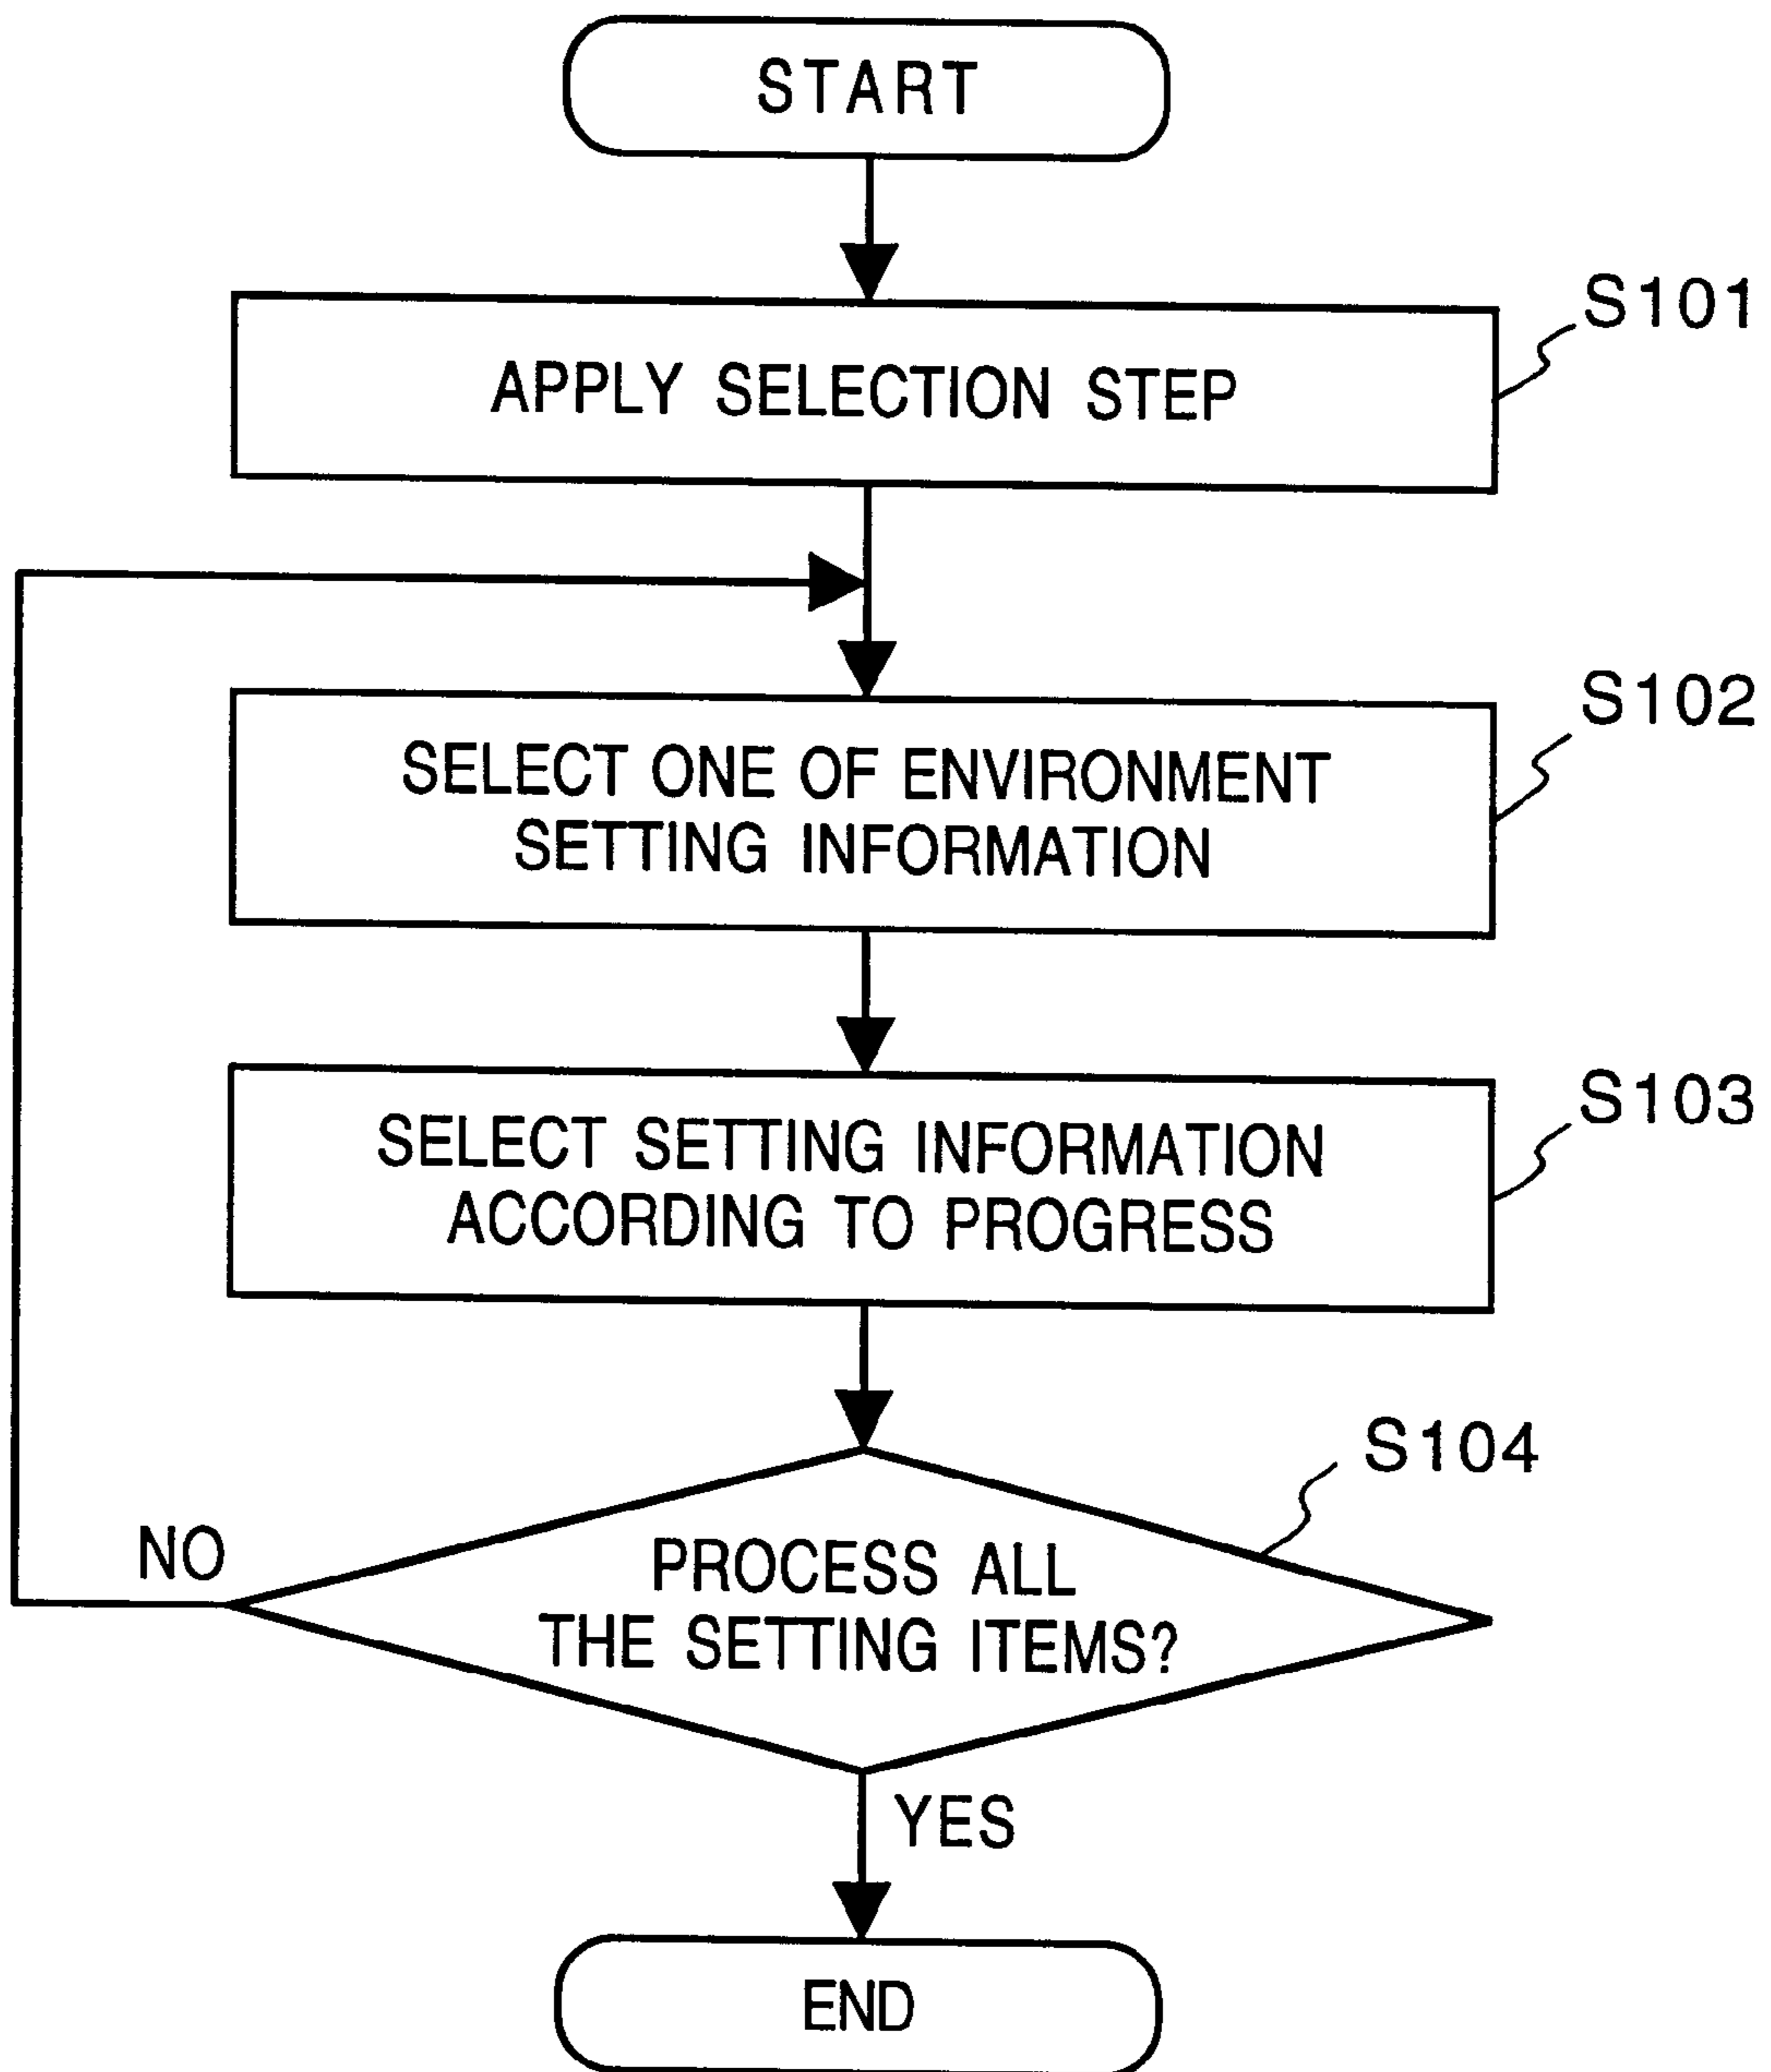 START
S101
APPLY SELECTION STEP
S102
SELECT ONE OF ENVIRONMENT
SETTING INFORMATION
S103
SELECT SETTING INFORMATION
ACCORDING TO PROGRESS
S104
NO
PROCESS ALL
THE SETTING ITEMS?
YES
END